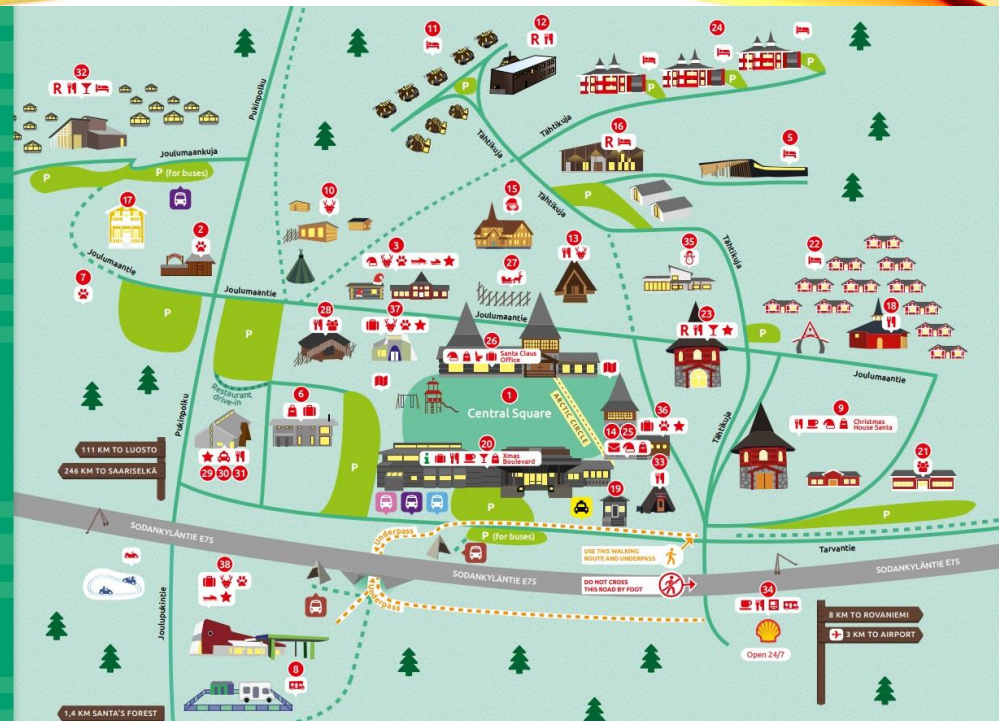 11
12
R
24
32
R
Pukinpolku
P
Tähtikuja
Tähtikuja
P
P
P
16
R
5
Joulumaankuja
P (for buses)
P
10
15
17
2
3
13
27
35
Tähtikuja
Tähtikuja
22
7
Joulumaantie
Joulumaantie
Joulumaantie
18
28
37
23
R
P
P
P
26
Santa Claus
Office
Joulumaantie
1
Central Square
ARCTIC CIRCLE
Restaurant
drive-in
6
36
14 25
9
Christmas
House Santa
Pukinpolku
Tähtikuja
20
i
Xmas
Boulevard
33
21
111 KM TO LUOSTO
246 KM TO SAARISELKÄ
29 30 31
P
P
19
P
SODANKYLÄNTIE E75
Underpass
P (for buses)
USE THIS WALKING
ROUTE AND UNDERPASS
Tarvantie
SODANKYLÄNTIE E75
SODANKYLÄNTIE E75
DO NOT CROSS
THIS ROAD BY FOOT
38
Underpass
34
8 KM TO ROVANIEMI
3 KM TO AIRPORT
Joulupukintie
Open 24/7
8
1,4 KM SANTA'S FOREST